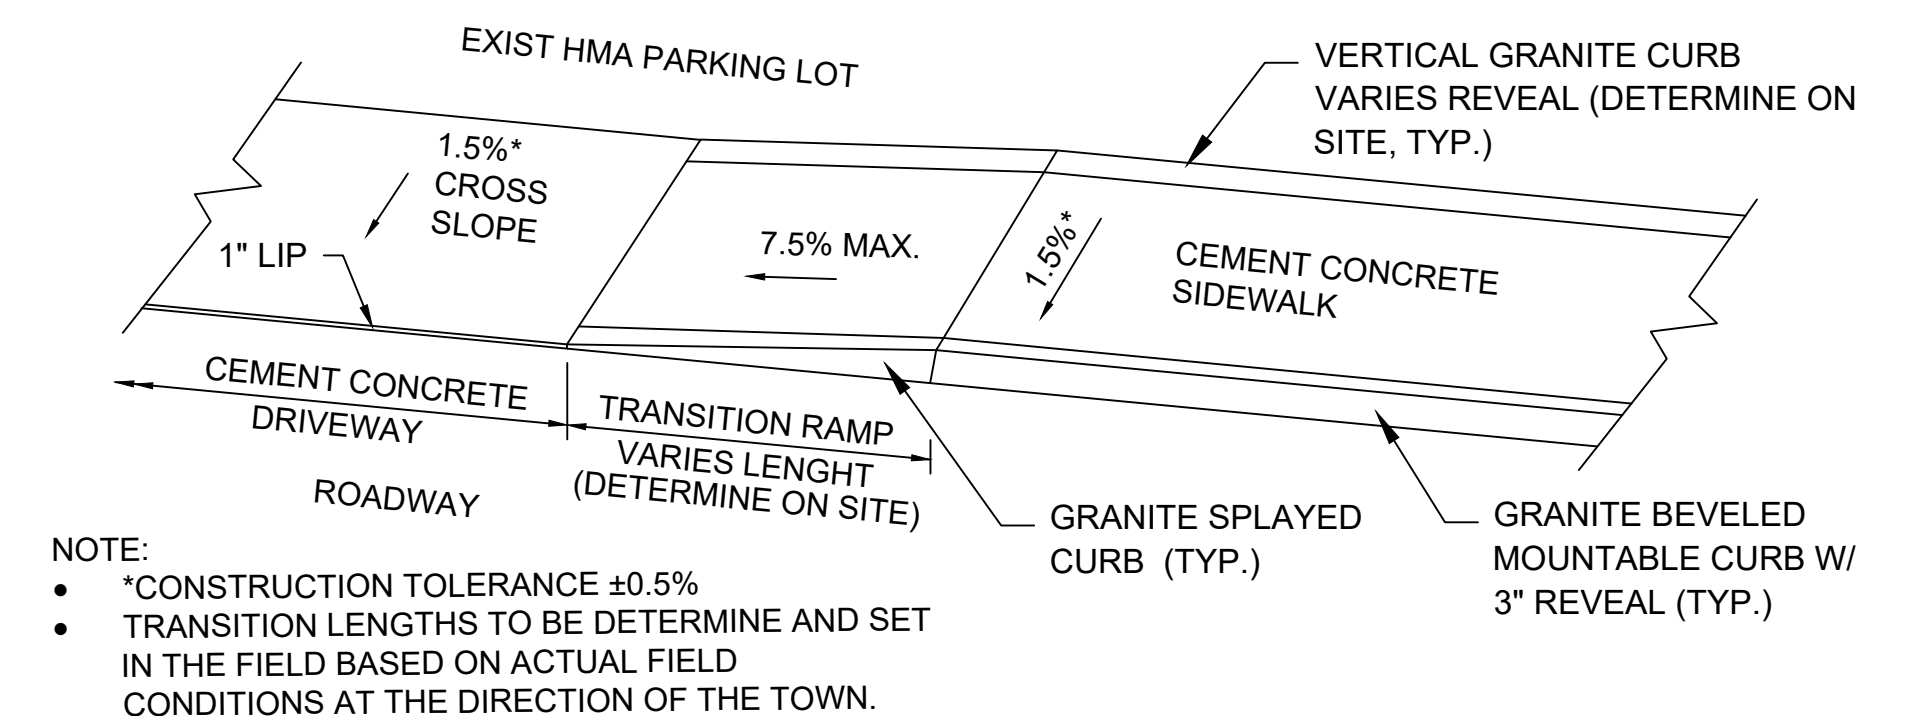 EXIST HMA PARKING LOT
VERTICAL GRANITE CURB
VARIES REVEAL (DETERMINE ON
SITE, TYP.)
1.5%*
CROSS
SLOPE
1" LIP
7.5% MAX.
1.5%*
CEMENT CONCRETE
SIDEWALK
CEMENT CONCRETE
DRIVEWAY
TRANSITION RAMP
VARIES LENGHT
(DETERMINE ON SITE)
ROADWAY
GRANITE SPLAYED
CURB (TYP.)
GRANITE BEVELED
MOUNTABLE CURB W/
3" REVEAL (TYP.)
NOTE:
• *CONSTRUCTION TOLERANCE ±0.5%
• TRANSITION LENGTHS TO BE DETERMINE AND SET
IN THE FIELD BASED ON ACTUAL FIELD
CONDITIONS AT THE DIRECTION OF THE TOWN.